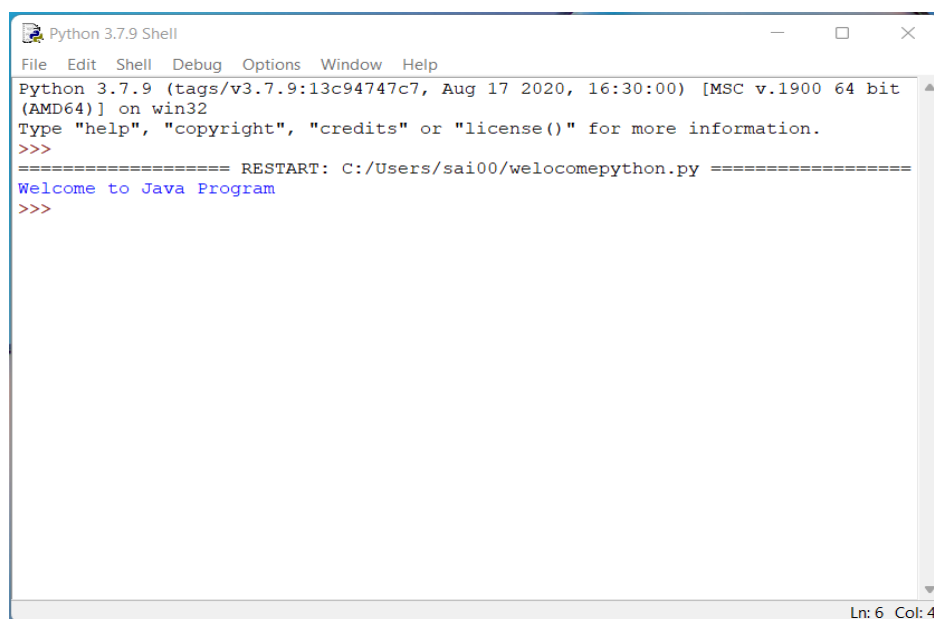 Python 3.7.9 Shell
File Edit Shell Debug Options Window Help
Python 3.7.9 (tags/v3.7.9:13c94747c7, Aug 17 2020, 16:30:00) [MSC v.1900 64 bit
(AMD64)] on win32
Type "help", "copyright", "credits" or "license()" for more information.
>>>
=================== RESTART: C:/Users/sai00/welocomepython.py ==================
Welcome to Java Program
>>>
Ln: 6 Col: 4